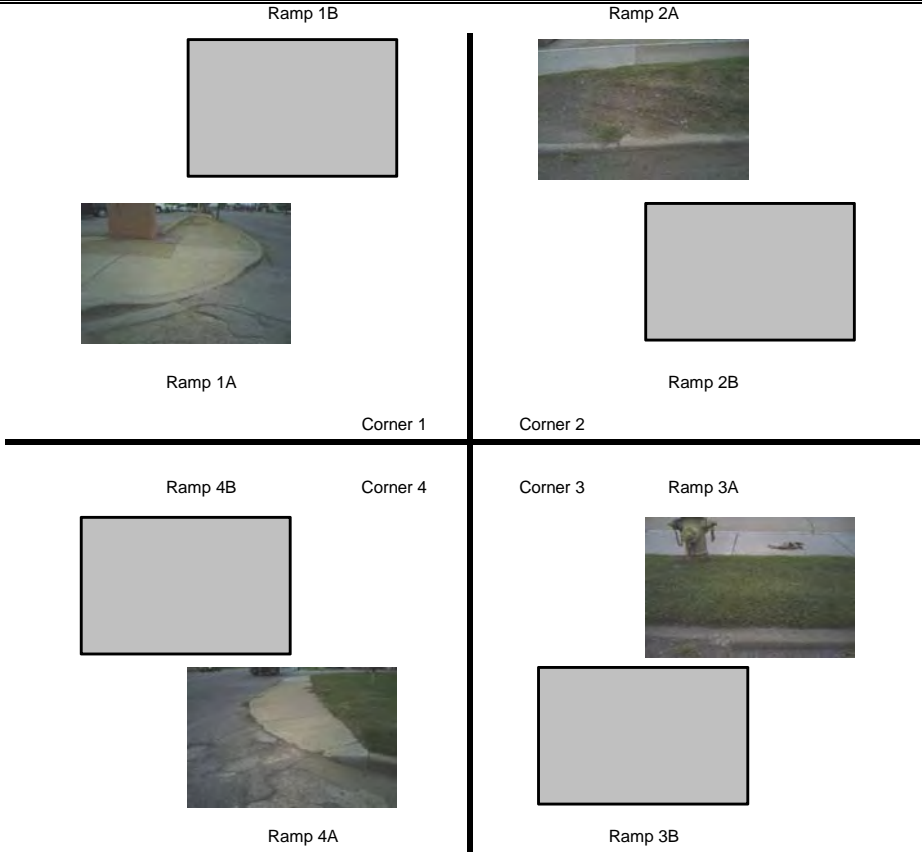 Ramp 1B
Ramp 2A
Ramp 1A
Ramp 2B
Corner 1
Corner 2
Ramp 4B
Corner 4
Corner 3
Ramp 3A
Ramp 4A
Ramp 3B